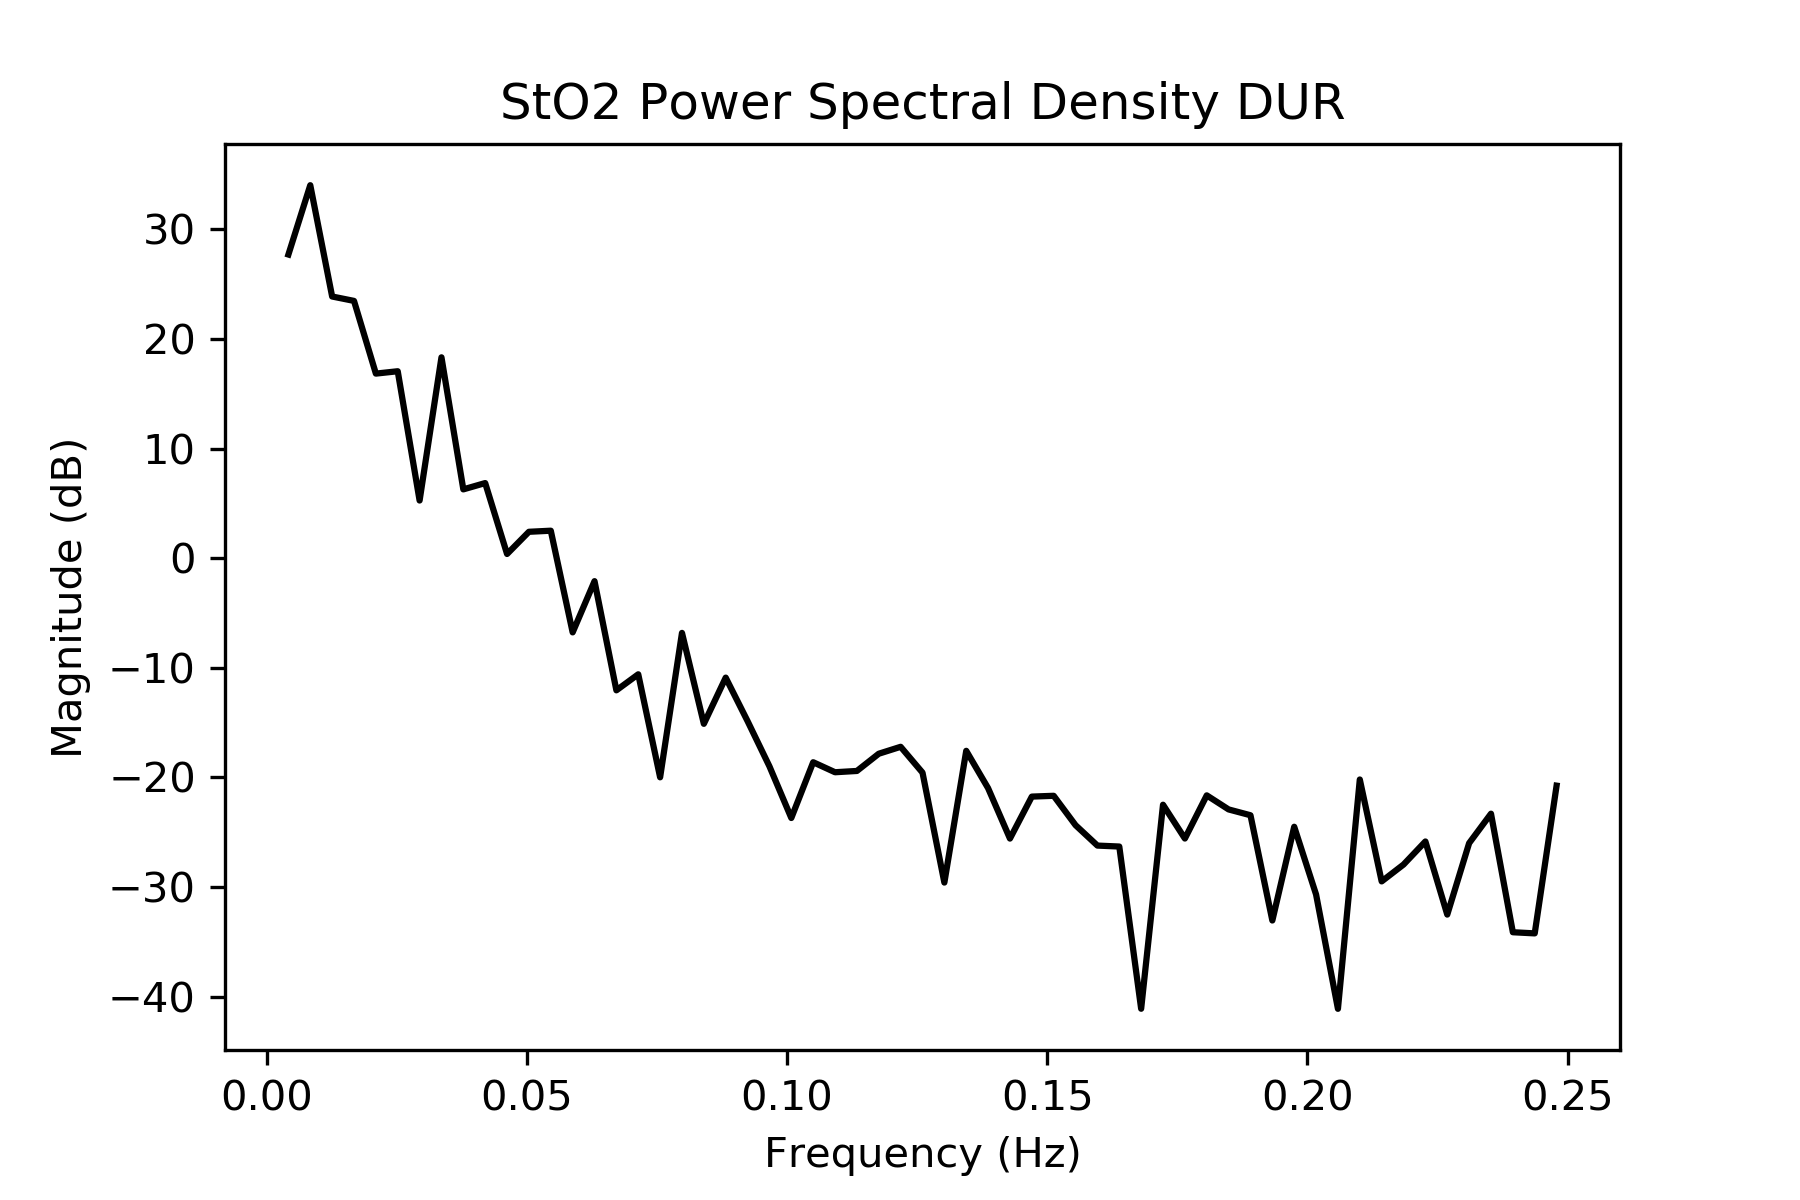 StO2 Power Spectral Density DUR
Magnitude (dB)
30
20
10
0
−10
−20
−30
−40
0.00 0.05 0.10 0.15 0.20 0.25
Frequency (Hz)